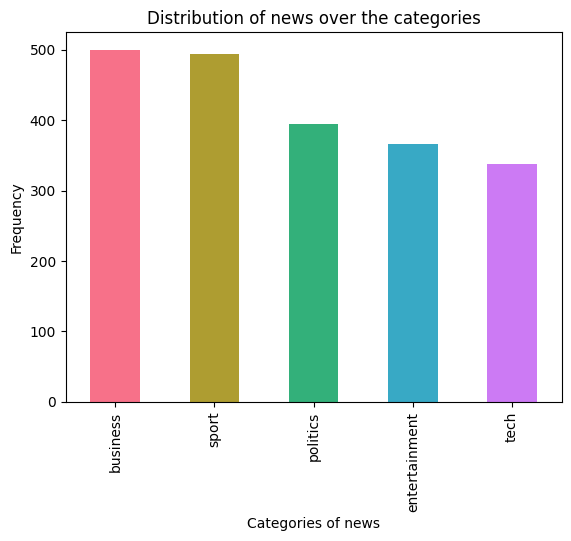 Distribution of news over the categories
500
400
300
200
100
0
Frequency
business
sport
politics
entertainment
tech
Categories of news